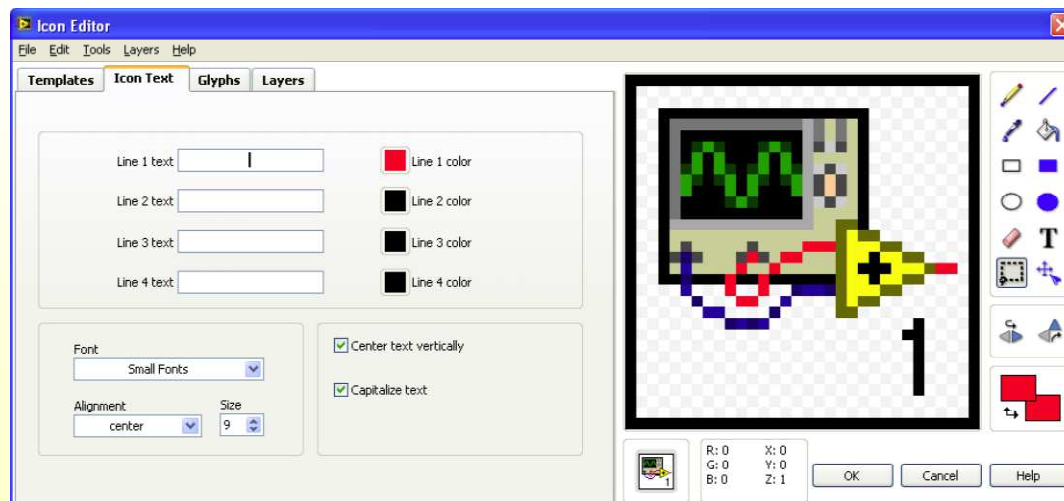 Icon Editor
File Edit Tools Layers Help
Templates Icon Text Glyphs Layers
Line 1 text Line 1 color
Line 2 text Line 2 color
Line 3 text Line 3 color
Line 4 text Line 4 color
Font
Small Fonts
Alignment Size
center 9
Center text vertically
Capitalize text
1
T
R: 0 X: 0
G: 0 Y: 0
B: 0 Z: 1
1
OK Cancel Help